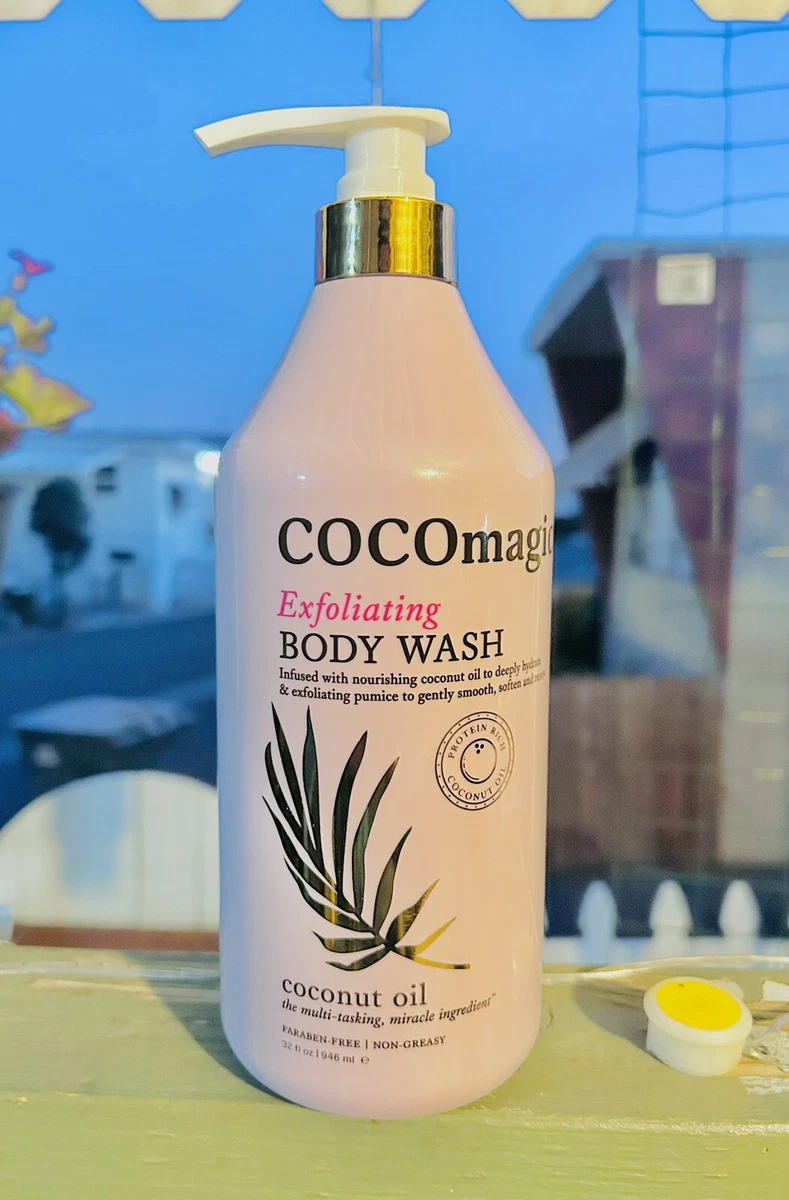 COCOmagic
Exfoliating
BODY WASH
Infused with nourishing coconut oil to deeply hydrate
& exfoliating pumice to gently smooth, soften and
PROTEIN RICH
COCONUT OIL
coconut oil
the multi-tasking, miracle ingredient™
PARABEN-FREE | NON-GREASY
32 fl oz | 946 ml ℮